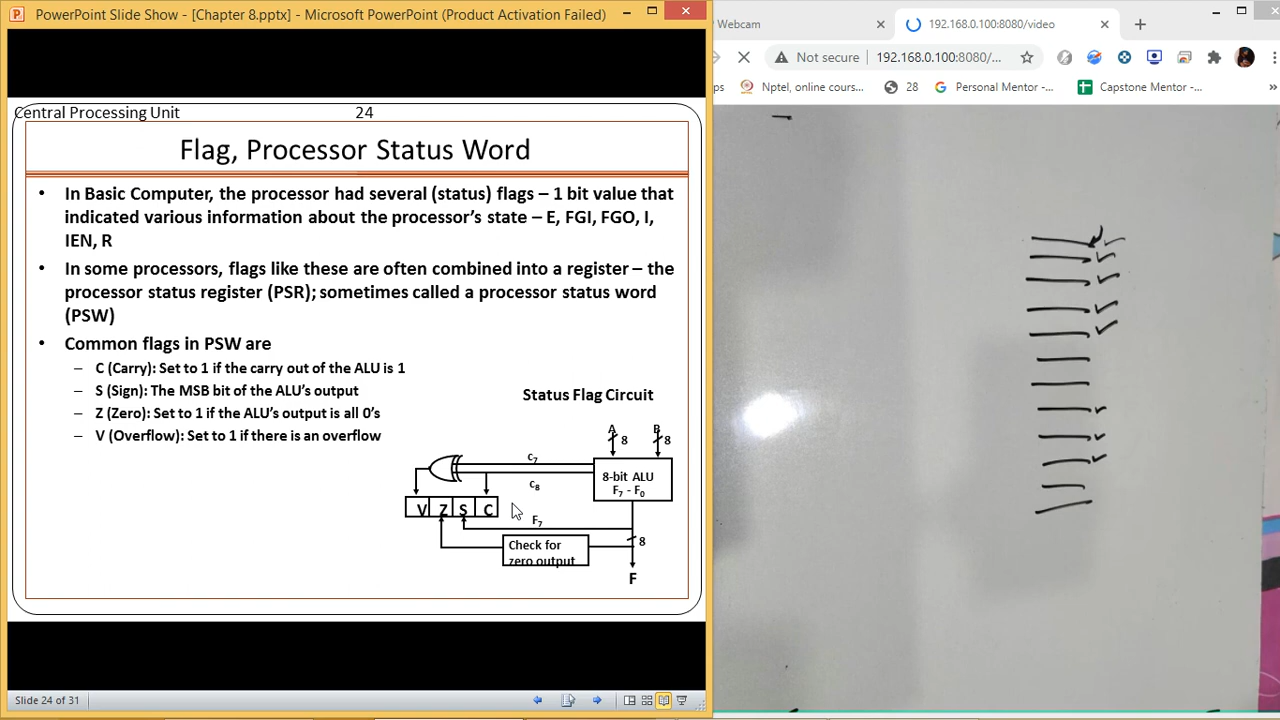 PowerPoint Slide Show - [Chapter 8.pptx] - Microsoft PowerPoint (Product Activation Failed)
Central Processing Unit 24
Flag, Processor Status Word
• In Basic Computer, the processor had several (status) flags – 1 bit value that
indicated various information about the processor's state – E, FGI, FGO, I,
IEN, R
• In some processors, flags like these are often combined into a register – the
processor status register (PSR); sometimes called a processor status word
(PSW)
• Common flags in PSW are
– C (Carry): Set to 1 if the carry out of the ALU is 1
– S (Sign): The MSB bit of the ALU's output
– Z (Zero): Set to 1 if the ALU's output is all 0's
– V (Overflow): Set to 1 if there is an overflow
Status Flag Circuit
A B
8 8
c7
c8
8-bit ALU
F7 - F0
V Z S C
F7
Check for
zero output
8
F
Slide 24 of 31
Webcam
192.168.0.100:8080/video
Not secure 192.168.0.100:8080/...
ps Nptel, online cours... 28 Personal Mentor -... Capstone Mentor -... »